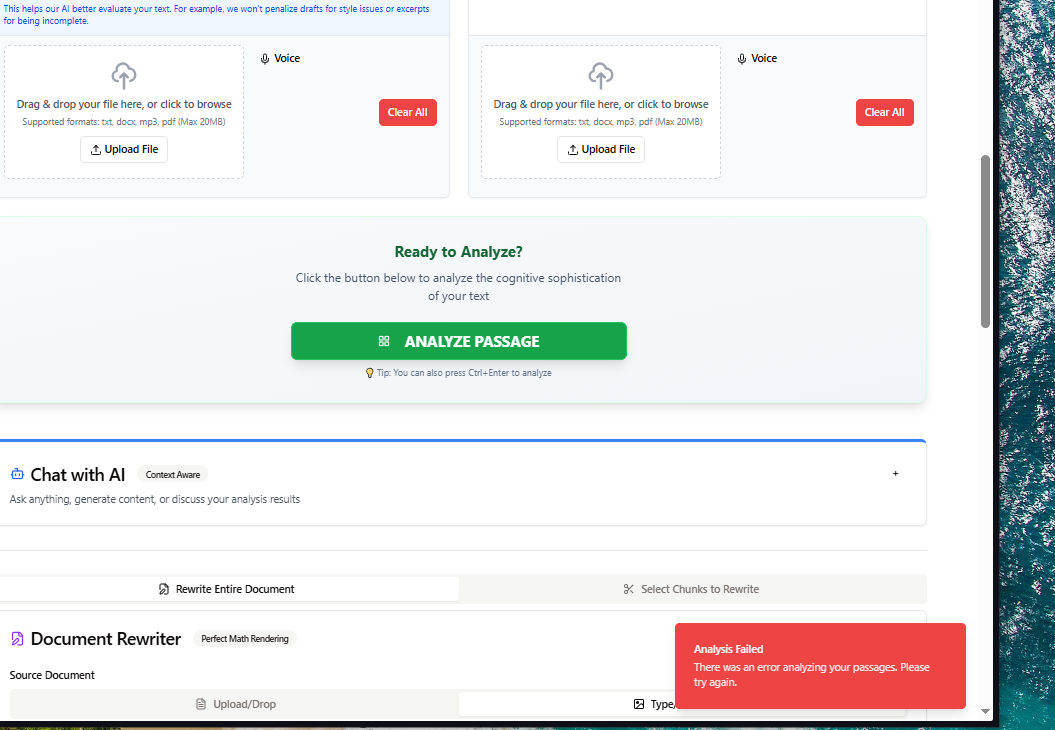 This helps our AI better evaluate your text. For example, we won't penalize drafts for style issues or excerpts
for being incomplete.
Drag & drop your file here, or click to browse
Supported formats: txt, docx, mp3, pdf (Max 20MB)
Upload File
Voice
Clear All
Drag & drop your file here, or click to browse
Supported formats: txt, docx, mp3, pdf (Max 20MB)
Upload File
Voice
Clear All
Ready to Analyze?
Click the button below to analyze the cognitive sophistication
of your text
ANALYZE PASSAGE
Tip: You can also press Ctrl+Enter to analyze
Chat with AI Context Aware +
Ask anything, generate content, or discuss your analysis results
Rewrite Entire Document
Select Chunks to Rewrite
Document Rewriter Perfect Math Rendering
Source Document
Upload/Drop
Type/
Analysis Failed
There was an error analyzing your passages. Please
try again.